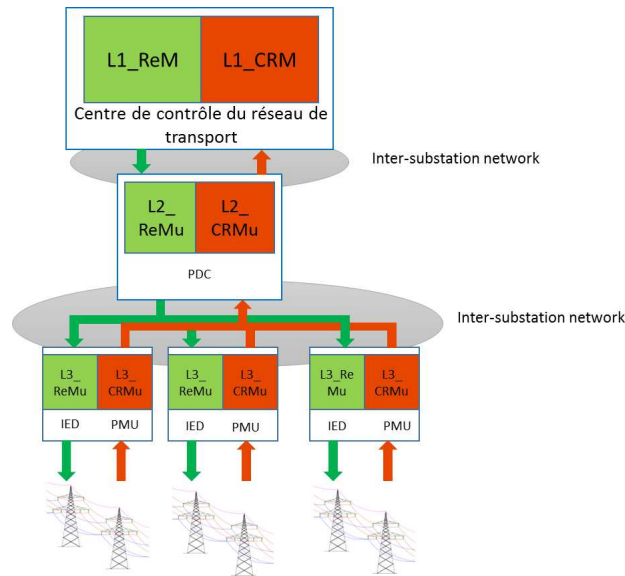 L1_ReM
L1_CRM
Centre de contrôle du réseau de
transport
Inter-substation network
L2_
ReMu
L2_
CRMu
PDC
Inter-substation network
L3_
ReMu
L3_
CRMu
IED
PMU
L3_
ReMu
L3_
CRMu
IED
PMU
L3_Re
Mu
L3_
CRMu
IED
PMU